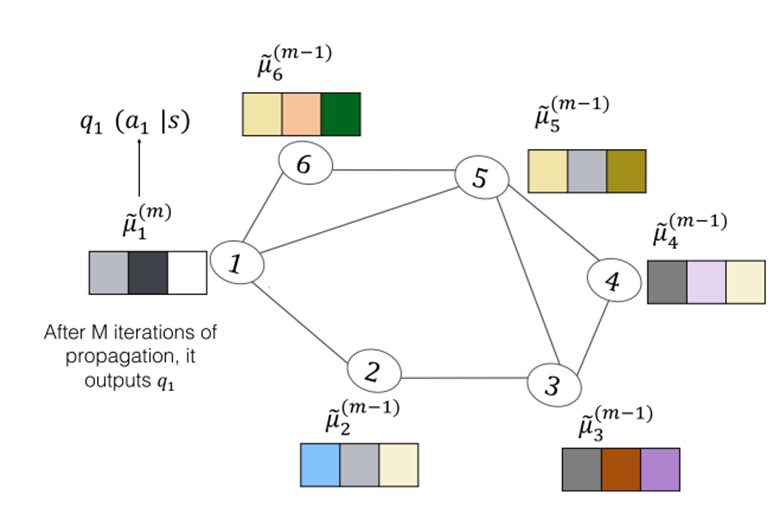 μ̃₆^(m−1)
q₁ (a₁ |s)
μ̃₅^(m−1)
6
5
μ̃₁^(m)
μ̃₄^(m−1)
1
4
After M iterations of
propagation, it
outputs q₁
2
3
μ̃₂^(m−1)
μ̃₃^(m−1)